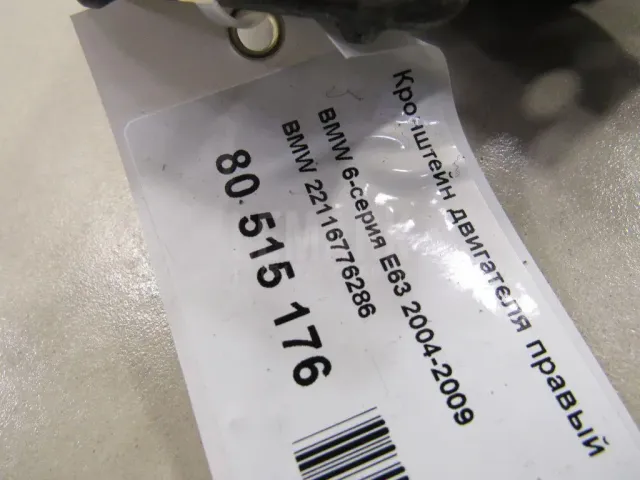 Кронштейн двигателя правый
BMW 6-серия E63 2004-2009
BMW 22116776286
80 515 176